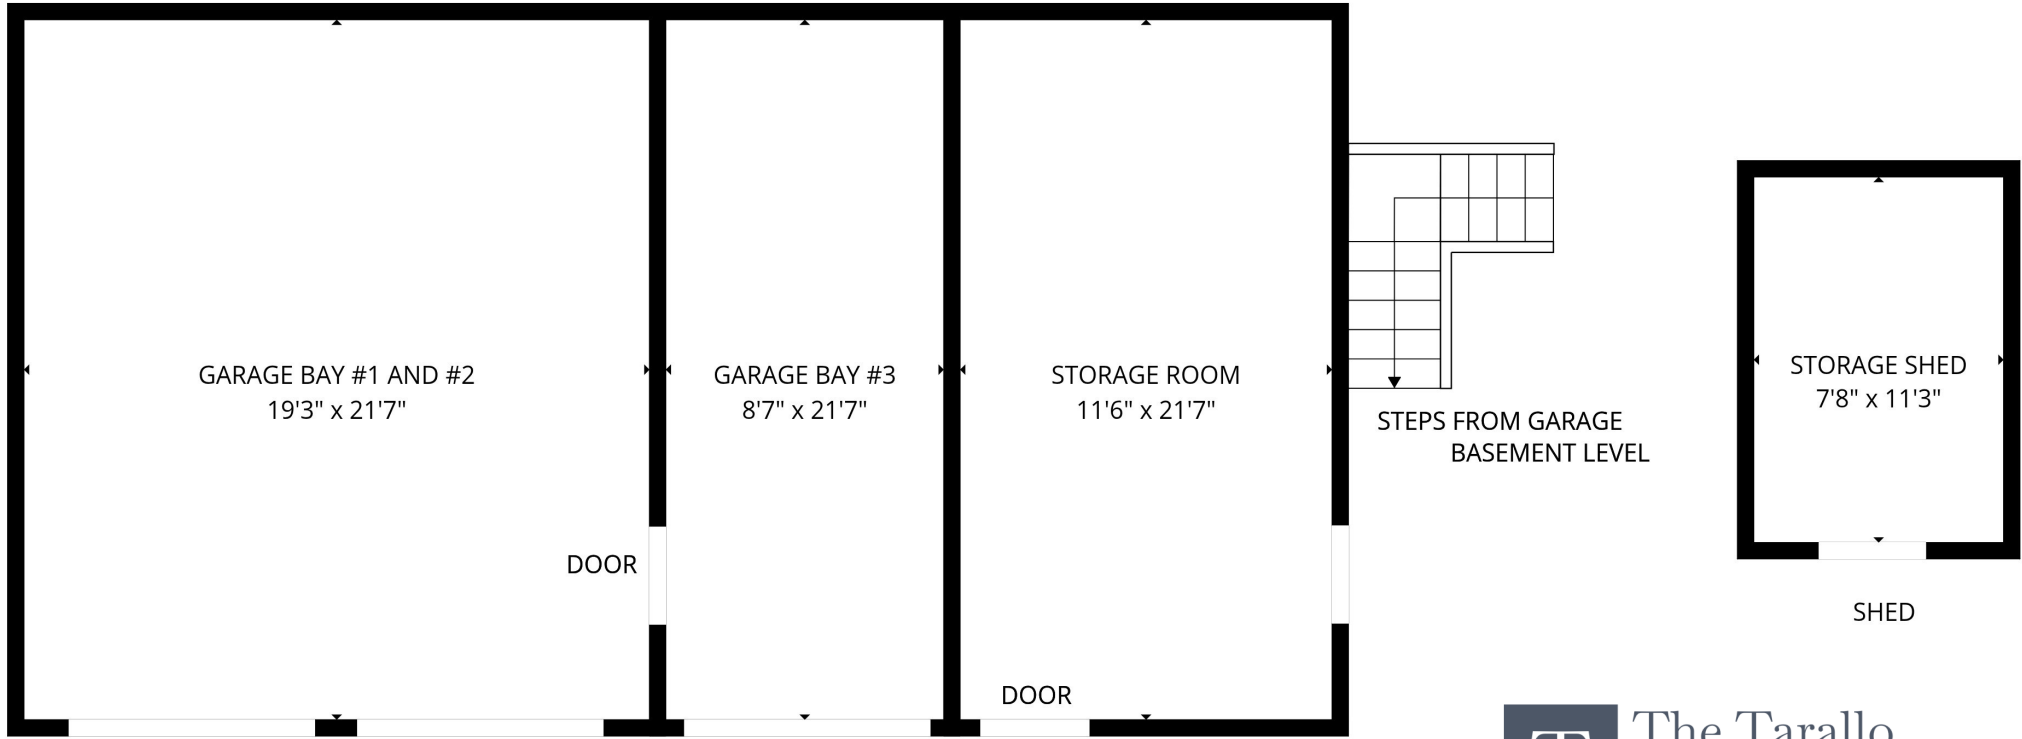 GARAGE BAY #1 AND #2
19'3" x 21'7"
GARAGE BAY #3
8'7" x 21'7"
STORAGE ROOM
11'6" x 21'7"
STEPS FROM GARAGE
BASEMENT LEVEL
STORAGE SHED
7'8" x 11'3"
DOOR
SHED
DOOR
The Tarallo